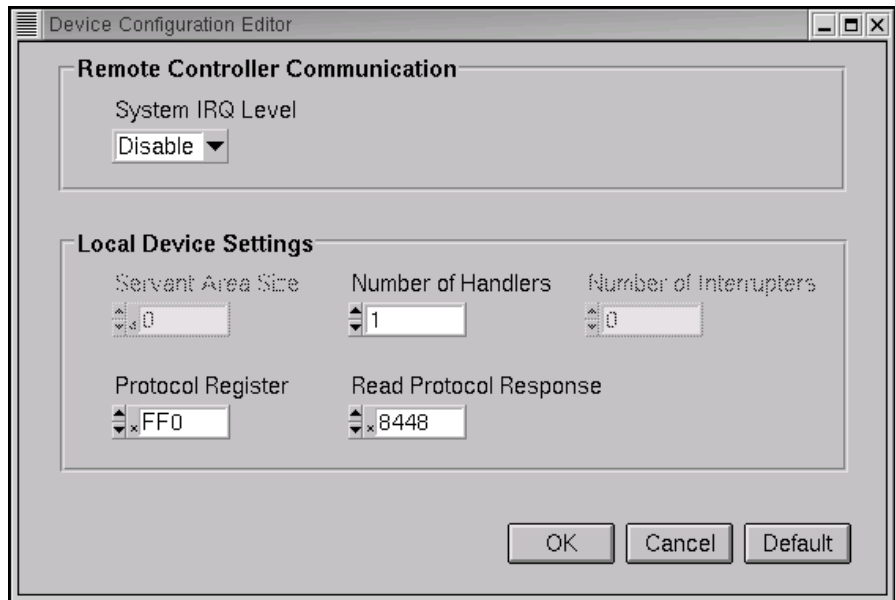 Device Configuration Editor
Remote Controller Communication
System IRQ Level
Disable
Local Device Settings
Servant Area Size
Number of Handlers
Number of Interrupters
d 0
1
0
Protocol Register
Read Protocol Response
x FF0
x 8448
OK
Cancel
Default